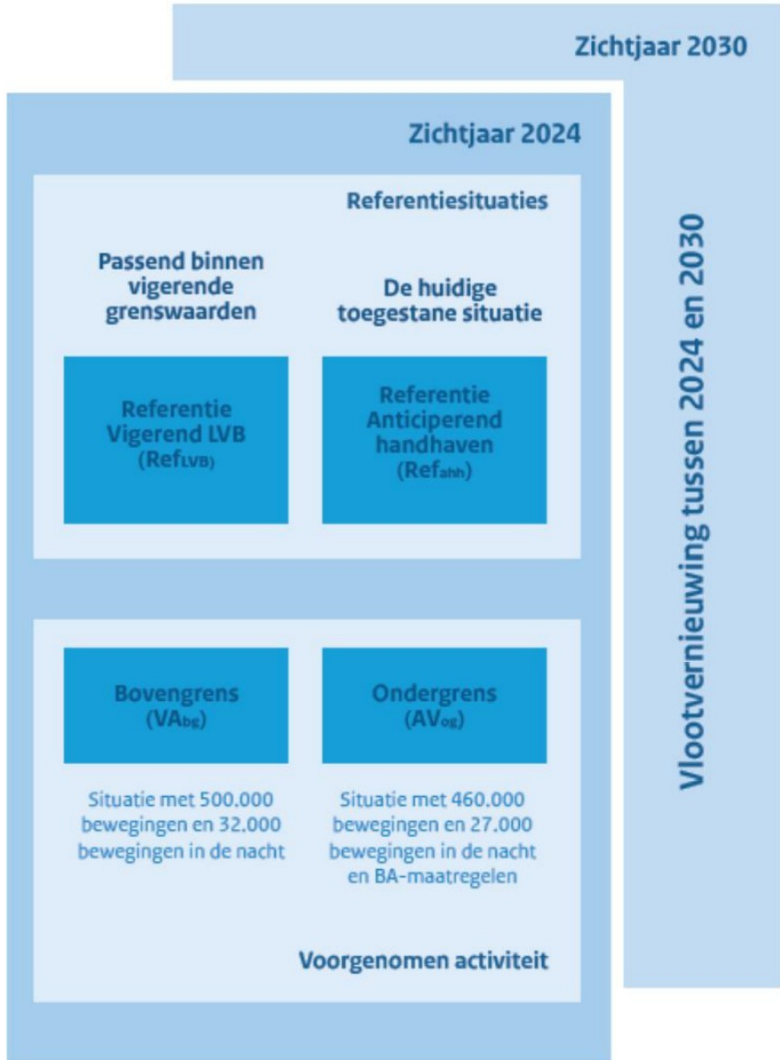 Zichtjaar 2030
Zichtjaar 2024
Referentiesituaties
Passend binnen
vigerende
grenswaarden
De huidige
toegestane situatie
Referentie
Vigerend LVB
(RefLVB)
Referentie
Anticiperend
handhaven
(Refahh)
Bovengrens
(VAbg)
Ondergrens
(AVog)
Situatie met 500.000
bewegingen en 32.000
bewegingen in de nacht
Situatie met 460.000
bewegingen en 27.000
bewegingen in de nacht
en BA-maatregelen
Voorgenomen activiteit
Vlootvernieuwing tussen 2024 en 2030